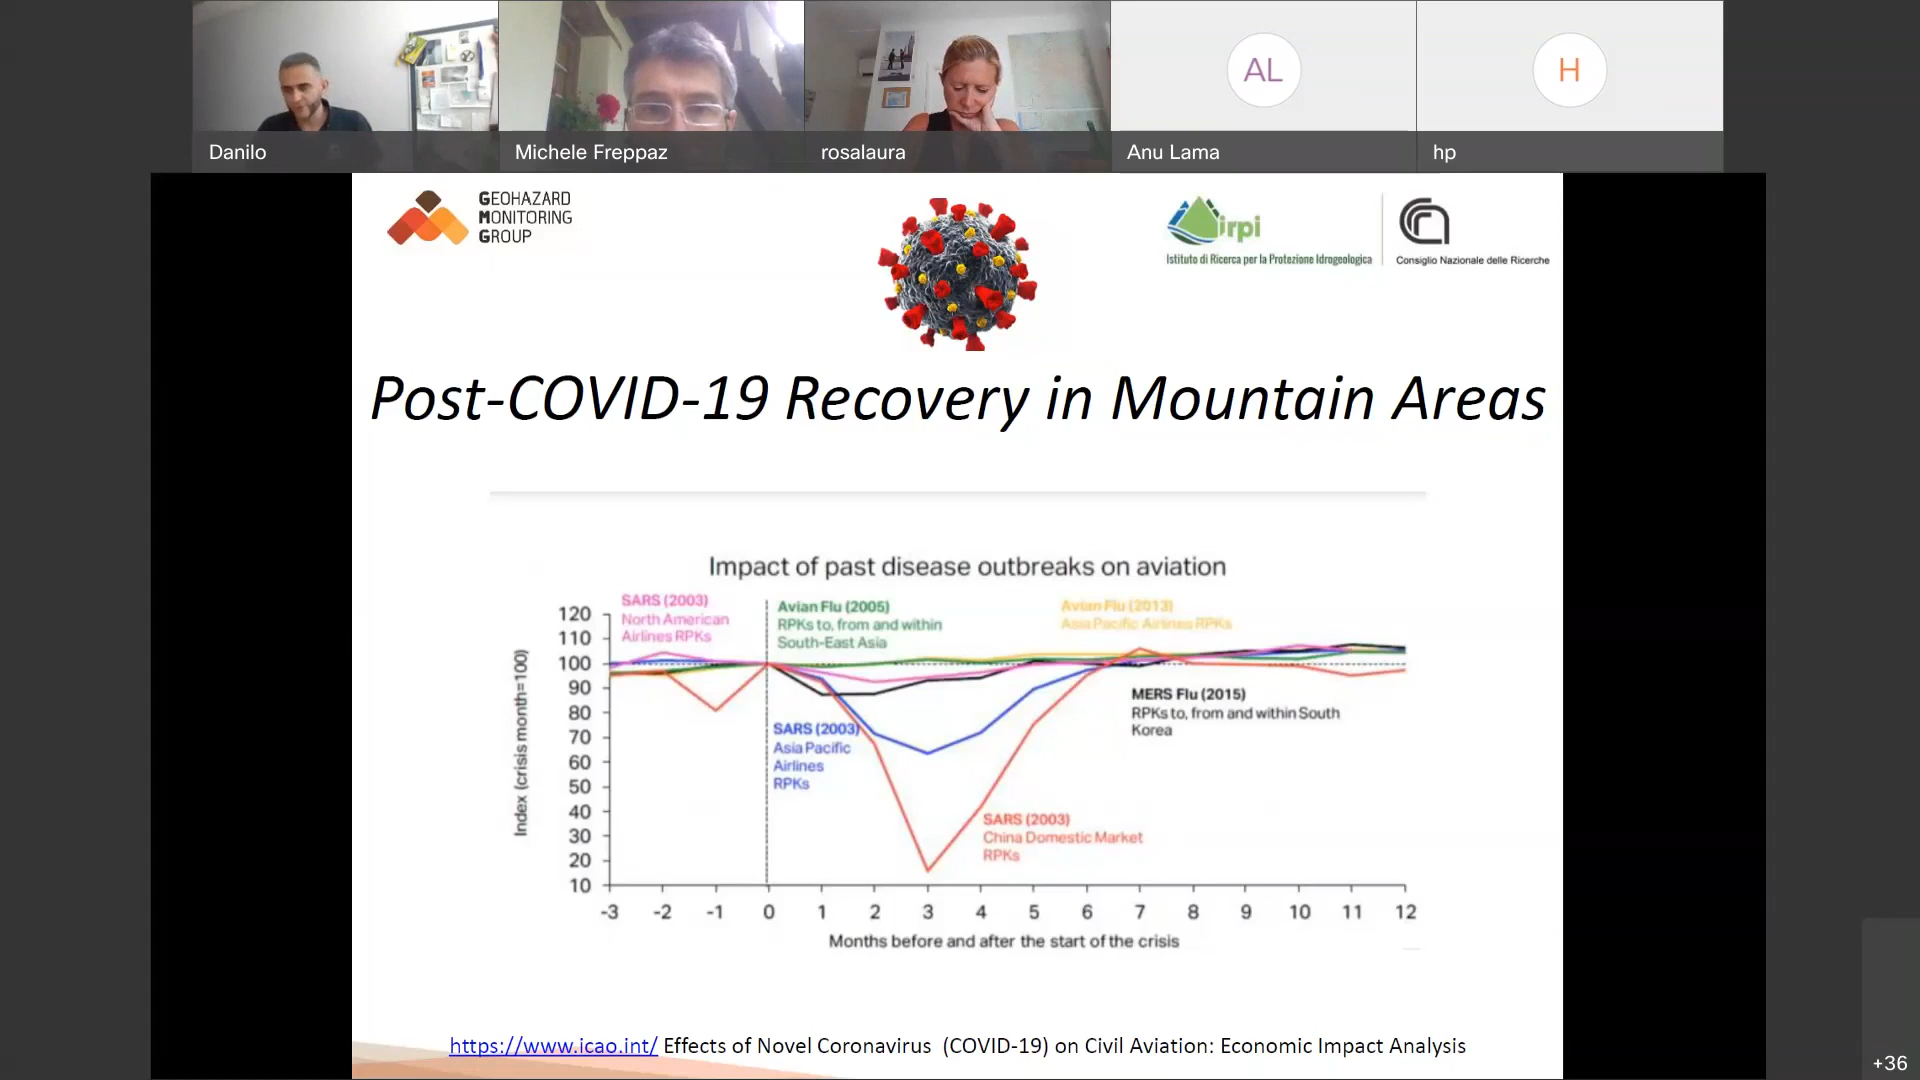 AL
H
Danilo
Michele Freppaz
rosalaura
Anu Lama
hp
GEOHAZARD
MONITORING
GROUP
irpi
Istituto di Ricerca per la Protezione Idrogeologica
Consiglio Nazionale delle Ricerche
Post-COVID-19 Recovery in Mountain Areas
Impact of past disease outbreaks on aviation
SARS (2003)
North American
Airlines RPKs
Avian Flu (2005)
RPKs to, from and within
South-East Asia
Avian Flu (2013)
Asia Pacific Airlines RPKs
120
110
100
90
80
70
60
50
40
30
20
10
Index (crisis month=100)
MERS Flu (2015)
RPKs to, from and within South
Korea
SARS (2003)
Asia Pacific
Airlines
RPKs
SARS (2003)
China Domestic Market
RPKs
-3 -2 -1 0 1 2 3 4 5 6 7 8 9 10 11 12
Months before and after the start of the crisis
https://www.icao.int/ Effects of Novel Coronavirus (COVID-19) on Civil Aviation: Economic Impact Analysis
+36